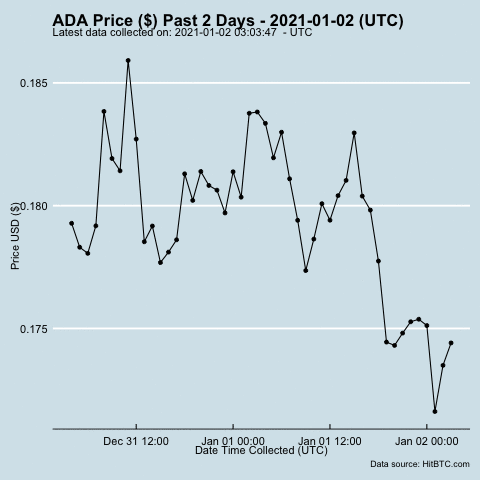 ADA Price ($) Past 2 Days - 2021-01-02 (UTC)
Latest data collected on: 2021-01-02 03:03:47 - UTC
0.185
0.180
0.175
Price USD ($)
Dec 31 12:00 Jan 01 00:00 Jan 01 12:00 Jan 02 00:00
Date Time Collected (UTC)
Data source: HitBTC.com